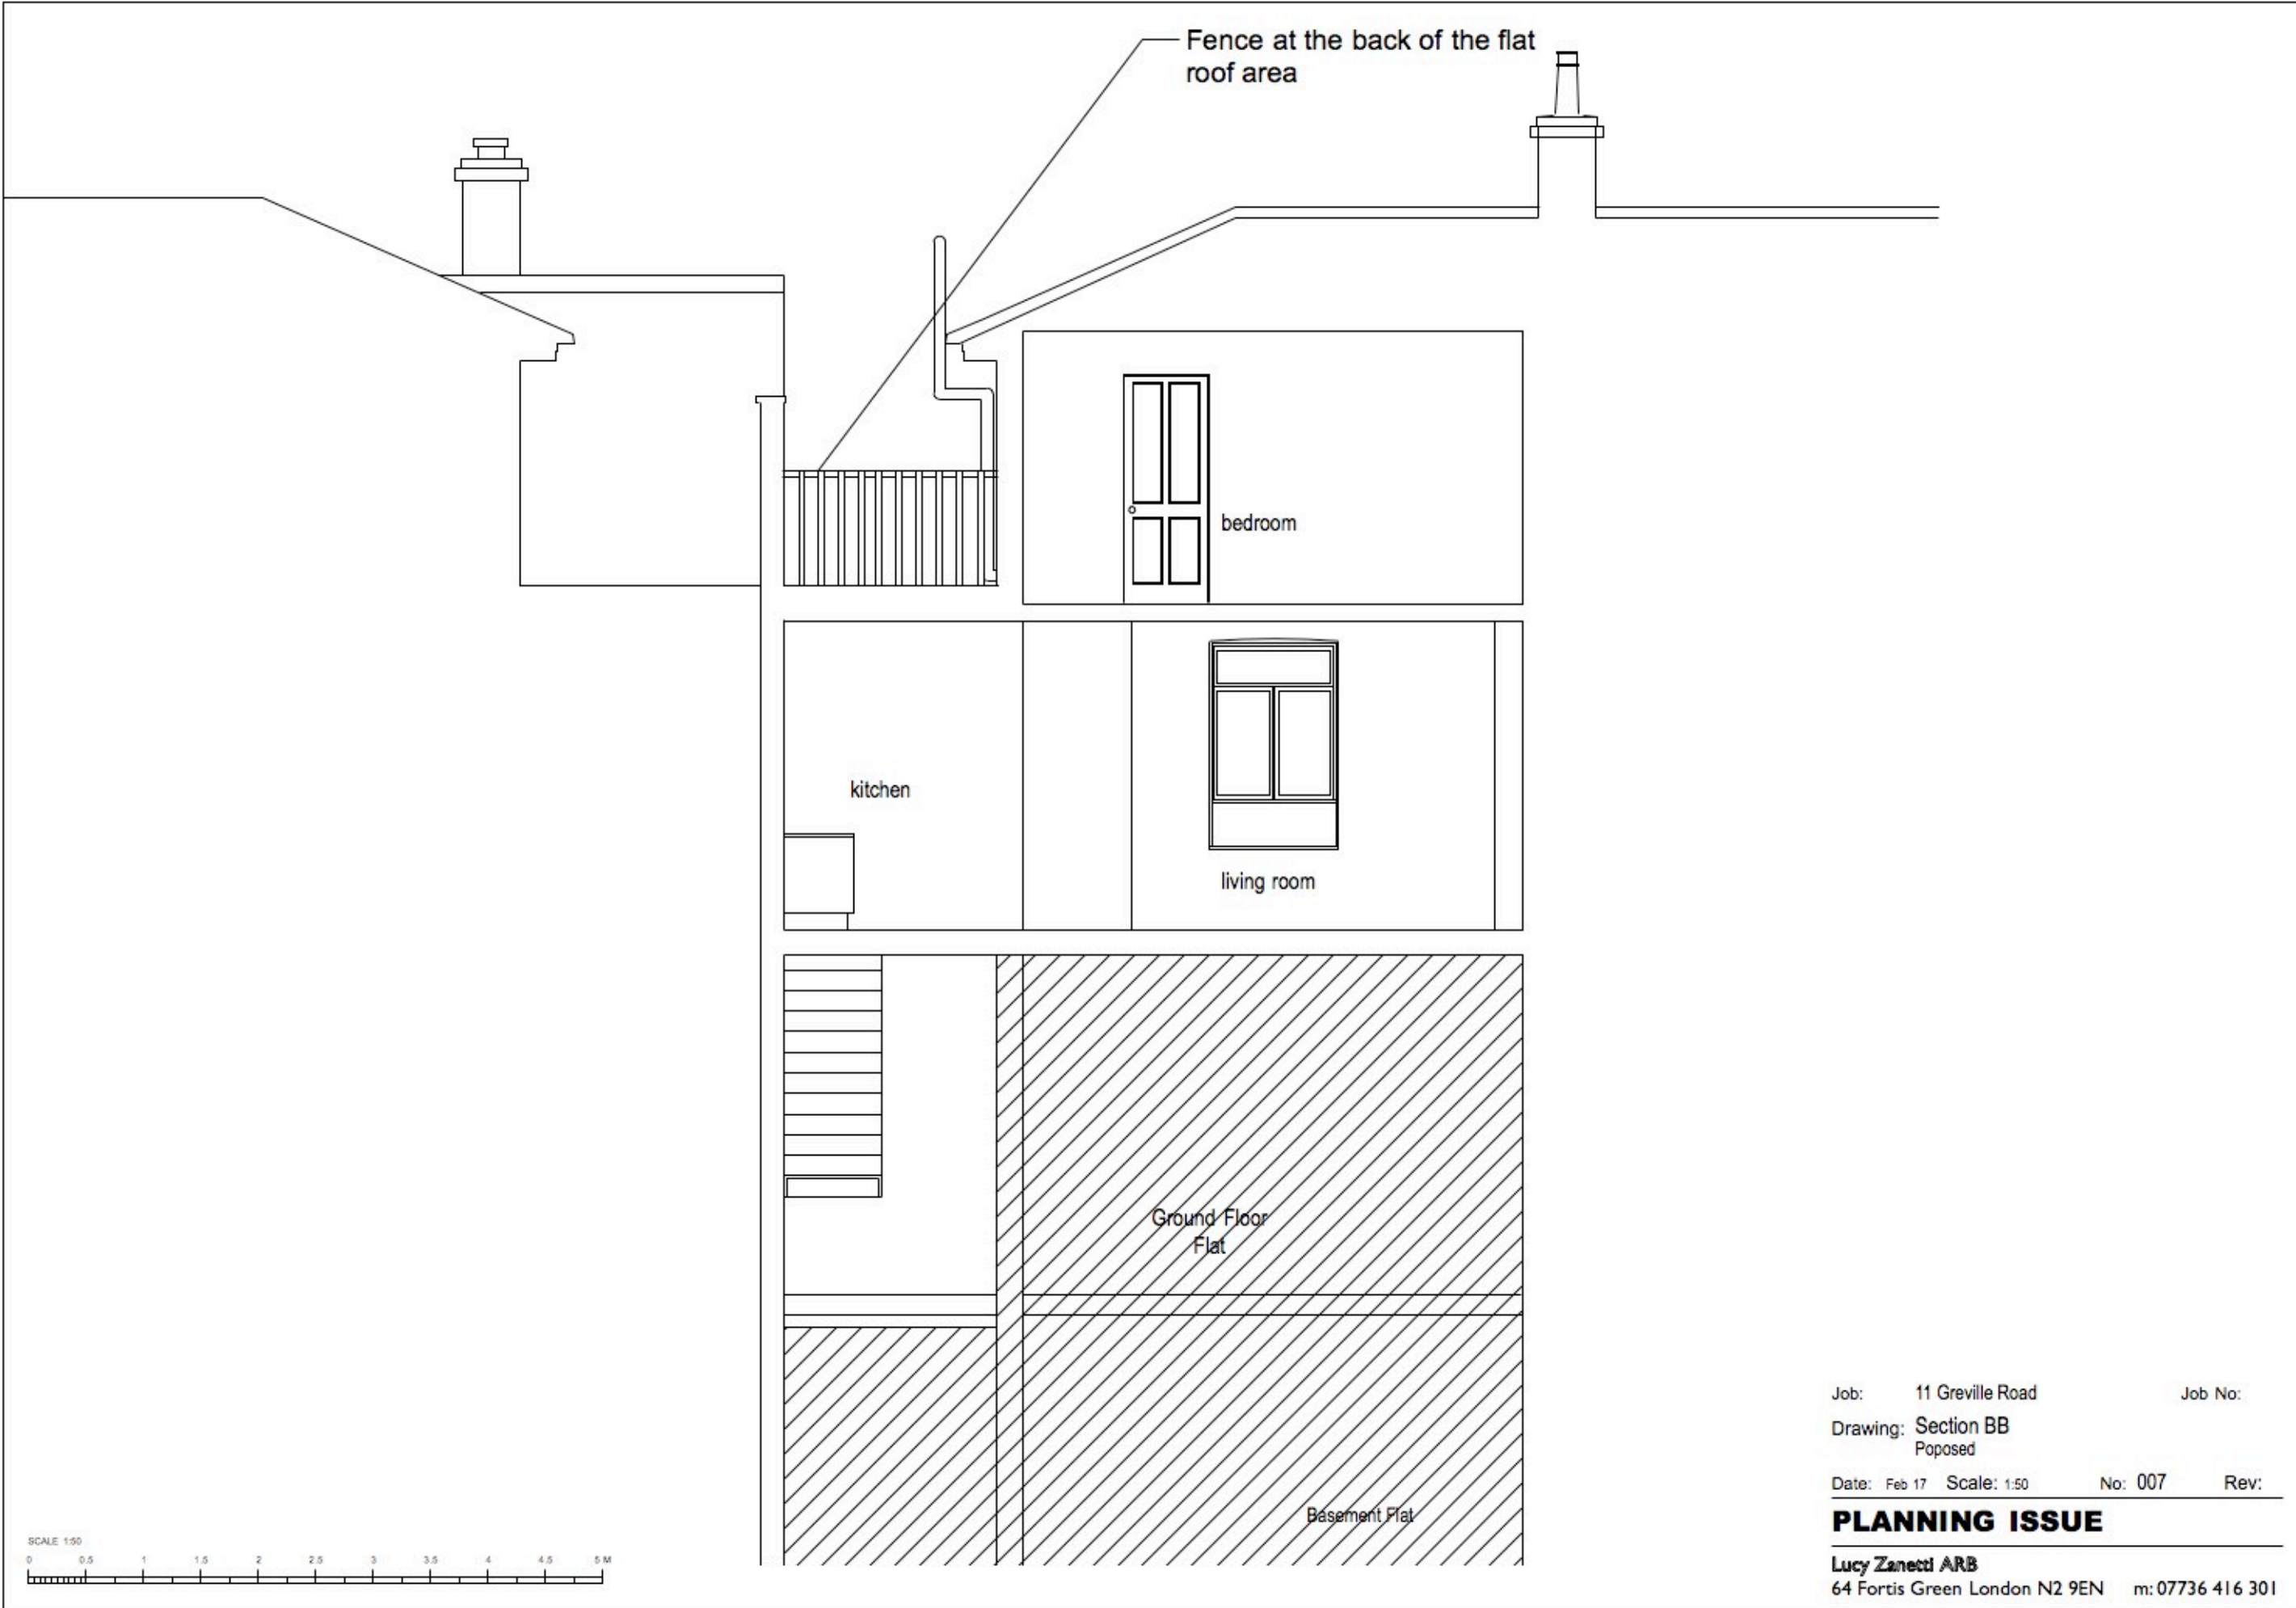 Fence at the back of the flat
roof area
bedroom
kitchen
living room
Ground Floor
Flat
Basement Flat
SCALE 1:50
0 0.5 1 1.5 2 2.5 3 3.5 4 4.5 5 M
Job: 11 Greville Road Job No:
Drawing: Section BB
Poposed
Date: Feb 17 Scale: 1:50 No: 007 Rev:
PLANNING ISSUE
Lucy Zanetti ARB
64 Fortis Green London N2 9EN m: 07736 416 301